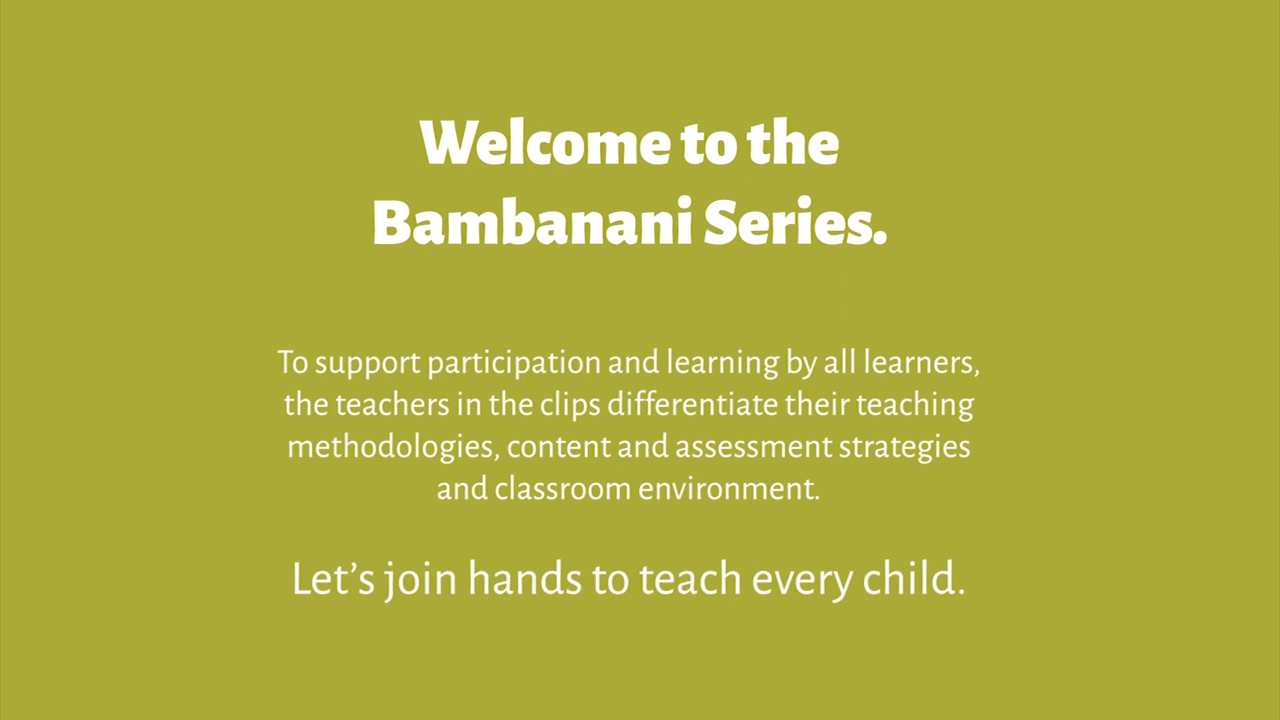 Welcome to the
Bambanani Series.
To support participation and learning by all learners,
the teachers in the clips differentiate their teaching
methodologies, content and assessment strategies
and classroom environment.
Let’s join hands to teach every child.